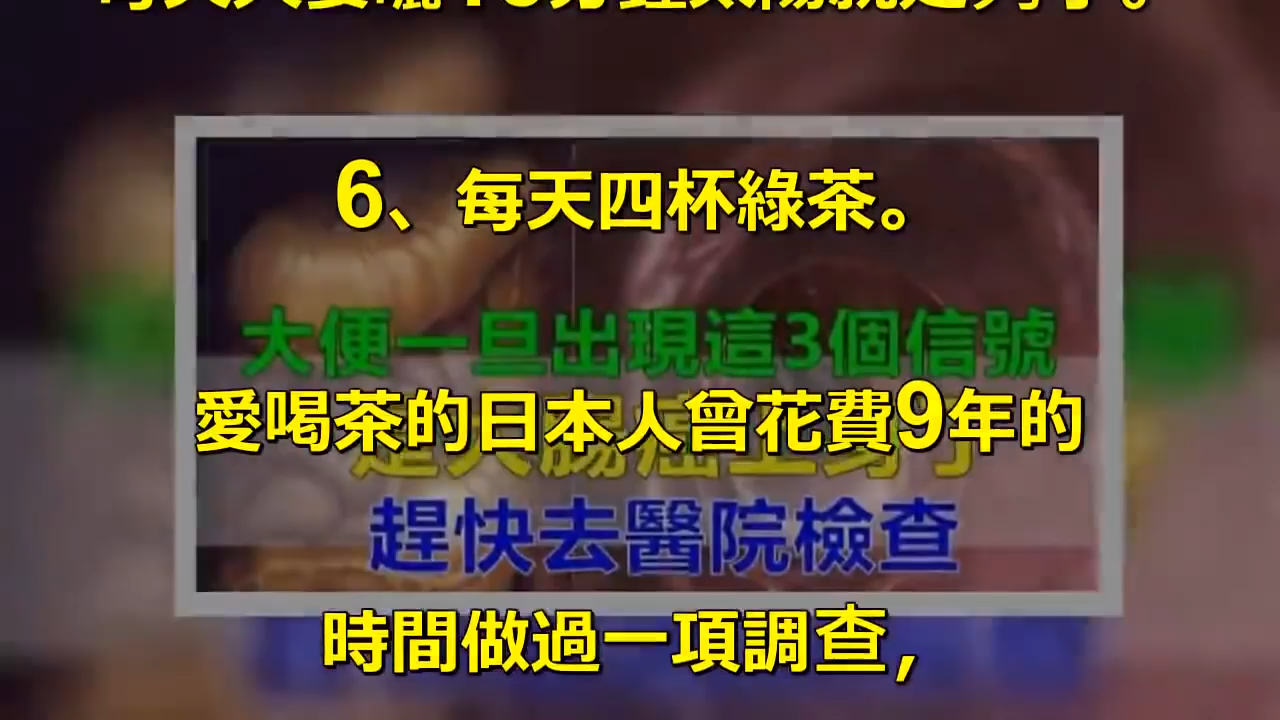 6、每天四杯綠茶。
大便一旦出現這3個信號
愛喝茶的日本人曾花費9年的
趕快去醫院檢查
時間做過一項調查，